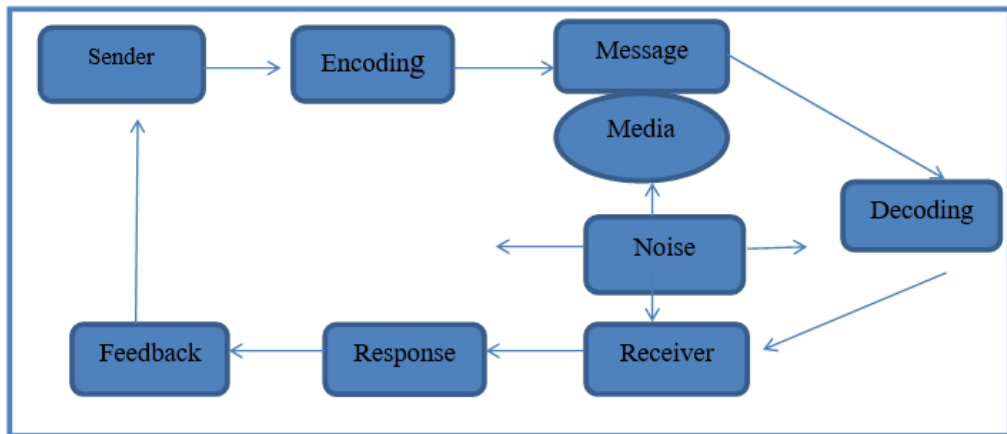 Sender
Encoding
Message
Media
Decoding
Noise
Feedback
Response
Receiver